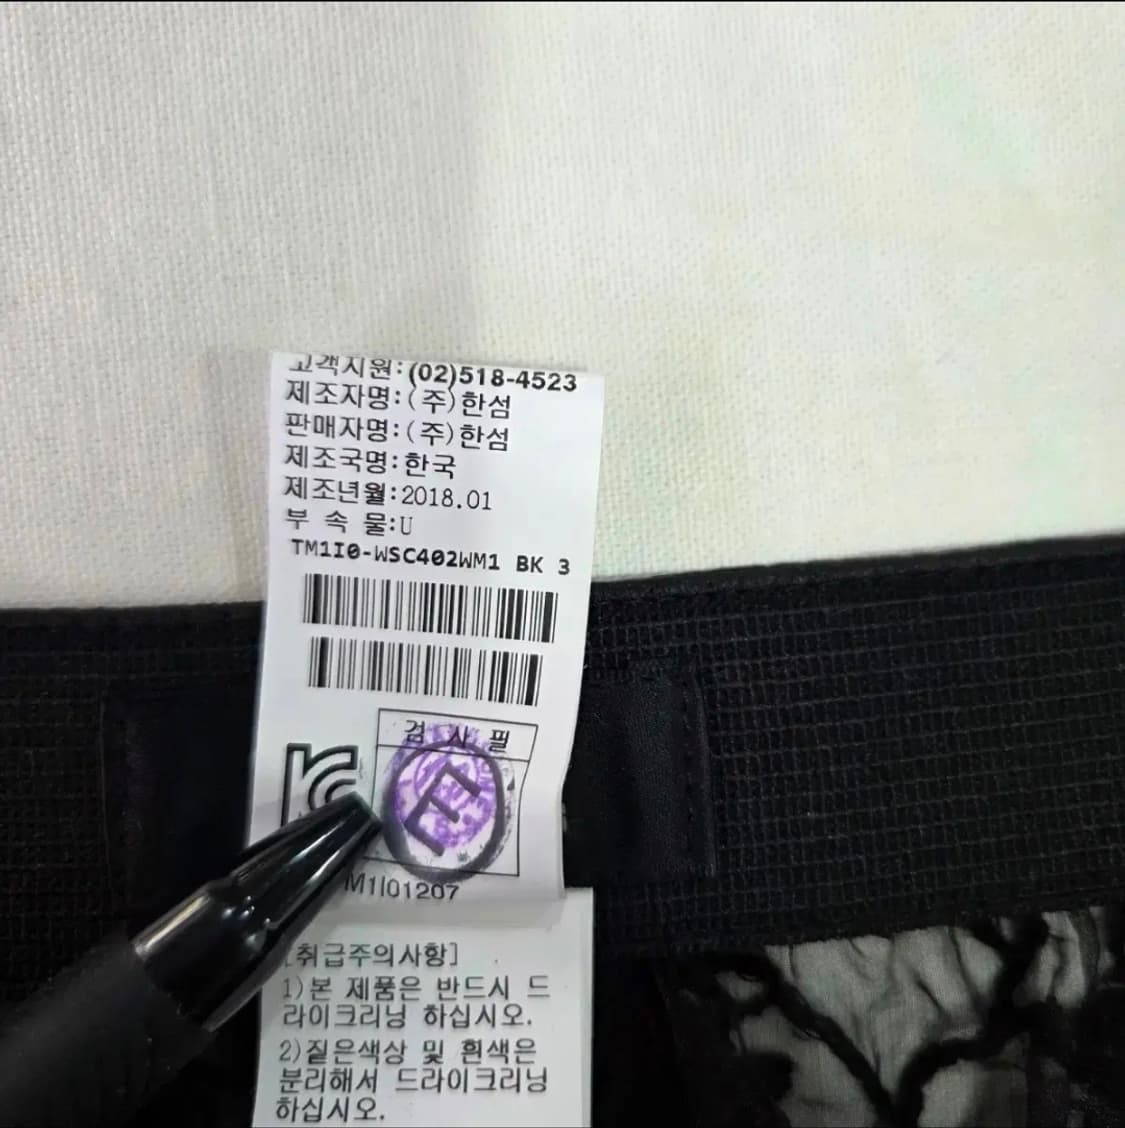 고객지원:(02)518-4523
제조자명:(주)한섬
판매자명:(주)한섬
제조국명:한국
제조년월:2018.01
부 속 물:U
TM1I0-WSC402WM1 BK 3
검 사 필
E
M1I01207
[취급주의사항]
1)본 제품은 반드시 드
라이크리닝 하십시오.
2)짙은색상 및 흰색은
분리해서 드라이크리닝
하십시오.